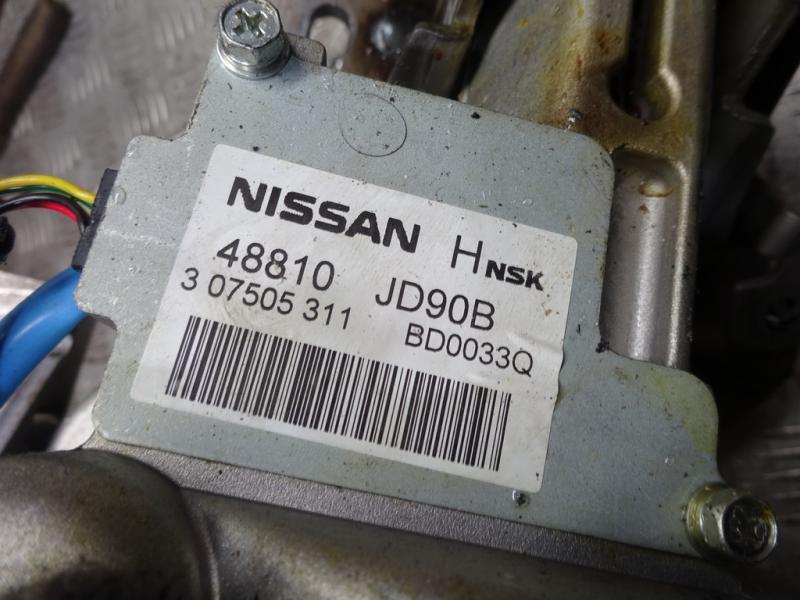 NISSAN H NSK
48810 JD90B
3 07505 311 BD0033Q